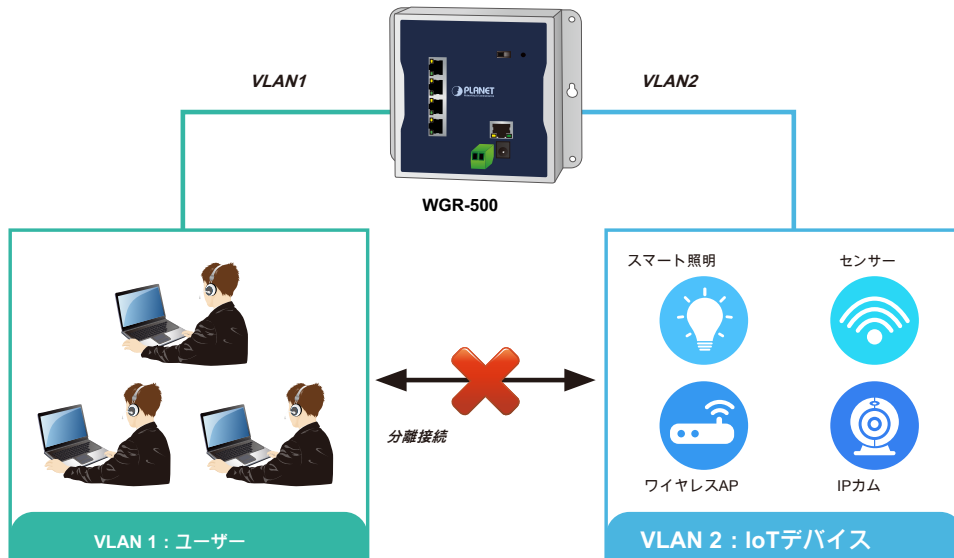 VLAN1
VLAN2
PLANET
WGR-500
スマート照明
センサー
分離接続
ワイヤレスAP
IPカム
VLAN 1：ユーザー
VLAN 2：IoTデバイス